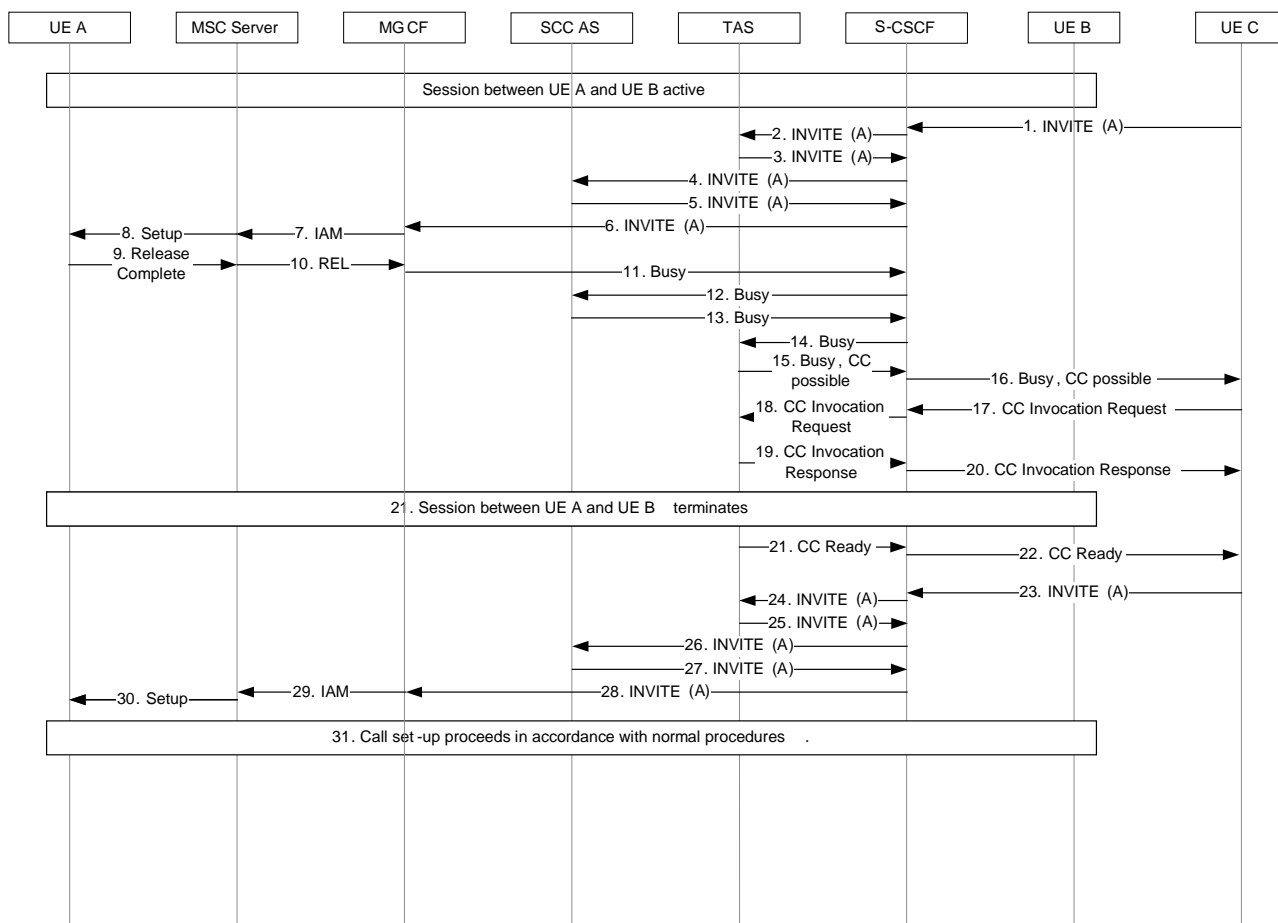 UE A
MSC Server
MGCF
SCC AS
TAS
S-CSCF
UE B
UE C
Session between UE A and UE B active
1. INVITE (A)
2. INVITE (A)
3. INVITE (A)
4. INVITE (A)
5. INVITE (A)
6. INVITE (A)
7. IAM
8. Setup
9. Release
Complete
10. REL
11. Busy
12. Busy
13. Busy
14. Busy
15. Busy, CC
possible
16. Busy, CC possible
17. CC Invocation Request
18. CC Invocation
Request
19. CC Invocation
Response
20. CC Invocation Response
21. Session between UE A and UE B terminates
21. CC Ready
22. CC Ready
23. INVITE (A)
24. INVITE (A)
25. INVITE (A)
26. INVITE (A)
27. INVITE (A)
28. INVITE (A)
29. IAM
30. Setup
31. Call set-up proceeds in accordance with normal procedures .